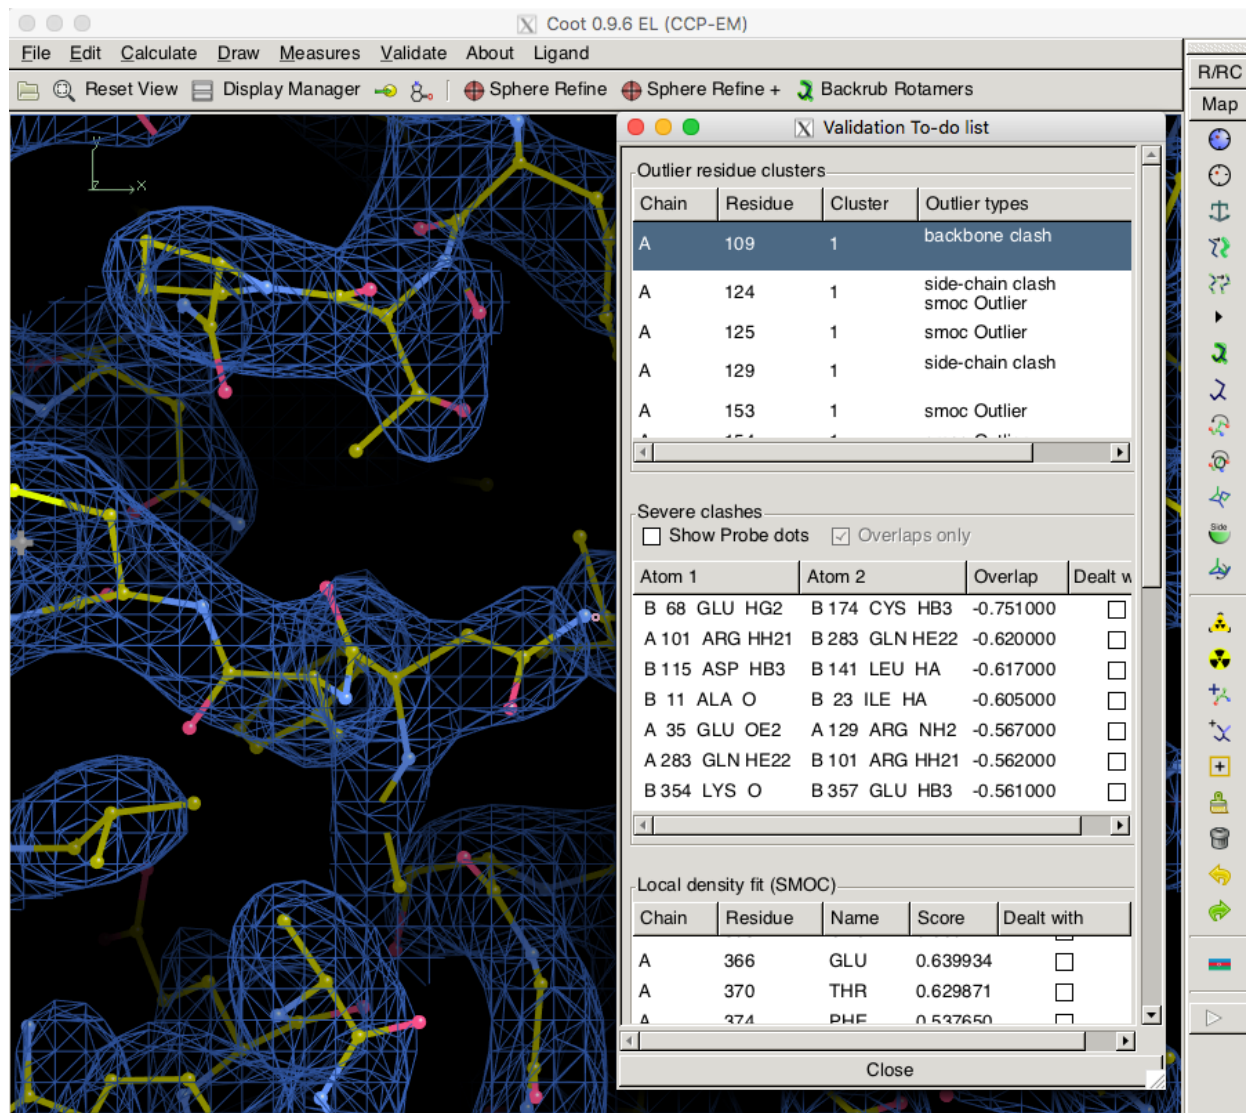 Coot 0.9.6 EL (CCP-EM)
File Edit Calculate Draw Measures Validate About Ligand
Reset View Display Manager Sphere Refine Sphere Refine + Backrub Rotamers
R/RC
Map
Side
y
z x
Validation To-do list
Outlier residue clusters
Chain Residue Cluster Outlier types
A 109 1 backbone clash
A 124 1 side-chain clash
smoc Outlier
A 125 1 smoc Outlier
A 129 1 side-chain clash
A 153 1 smoc Outlier
Severe clashes
Show Probe dots Overlaps only
Atom 1 Atom 2 Overlap Dealt w
B 68 GLU HG2 B 174 CYS HB3 -0.751000
A 101 ARG HH21 B 283 GLN HE22 -0.620000
B 115 ASP HB3 B 141 LEU HA -0.617000
B 11 ALA O B 23 ILE HA -0.605000
A 35 GLU OE2 A 129 ARG NH2 -0.567000
A 283 GLN HE22 B 101 ARG HH21 -0.562000
B 354 LYS O B 357 GLU HB3 -0.561000
Local density fit (SMOC)
Chain Residue Name Score Dealt with
A 366 GLU 0.639934
A 370 THR 0.629871
A 374 PHE 0.537650
Close